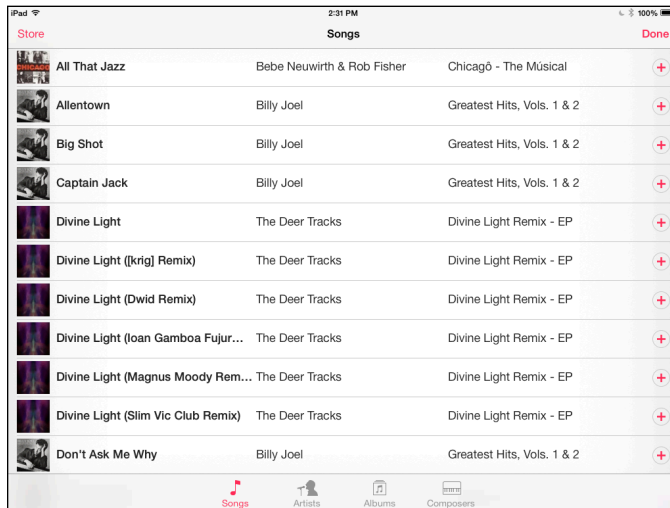 iPad 2:31 PM 100%
Store Songs Done
CHICAGO
All That Jazz Bebe Neuwirth & Rob Fisher Chicagô - The Músical
Allentown Billy Joel Greatest Hits, Vols. 1 & 2
Big Shot Billy Joel Greatest Hits, Vols. 1 & 2
Captain Jack Billy Joel Greatest Hits, Vols. 1 & 2
Divine Light The Deer Tracks Divine Light Remix - EP
Divine Light ([krig] Remix) The Deer Tracks Divine Light Remix - EP
Divine Light (Dwid Remix) The Deer Tracks Divine Light Remix - EP
Divine Light (Ioan Gamboa Fujur... The Deer Tracks Divine Light Remix - EP
Divine Light (Magnus Moody Rem... The Deer Tracks Divine Light Remix - EP
Divine Light (Slim Vic Club Remix) The Deer Tracks Divine Light Remix - EP
Don't Ask Me Why Billy Joel Greatest Hits, Vols. 1 & 2
Songs Artists Albums Composers